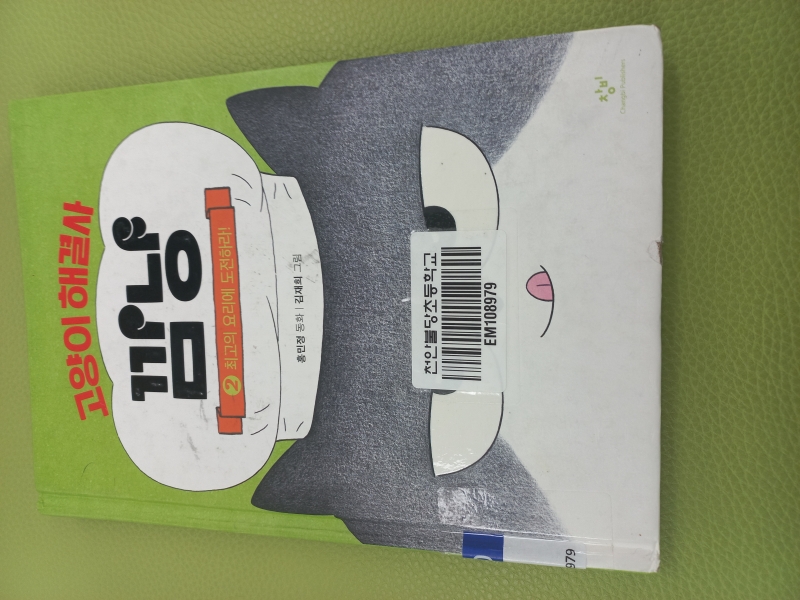 고양이 해결사
깜냥
2 최고의 요리에 도전하라!
홍민정 동화 | 김재희 그림
천안불당초등학교
EM108979
979
창비
Changbi Publishers